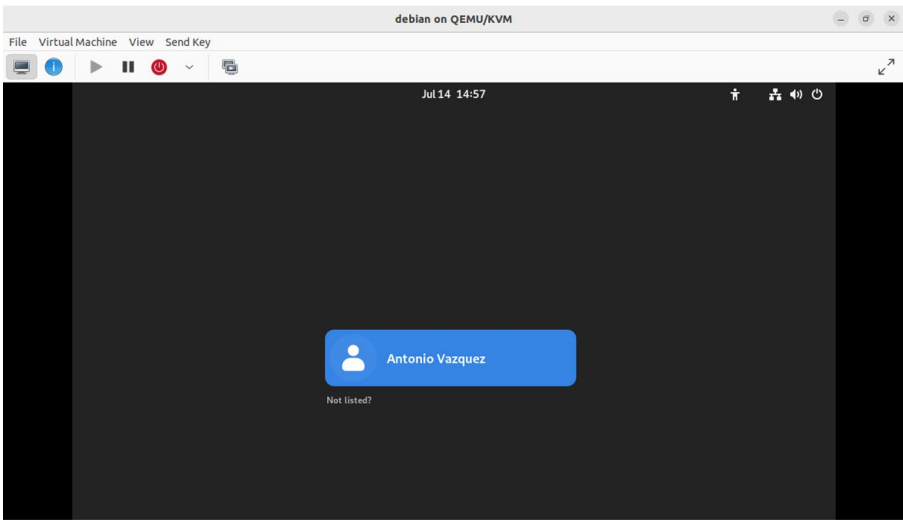 debian on QEMU/KVM
File Virtual Machine View Send Key
Jul 14 14:57
Antonio Vazquez
Not listed?